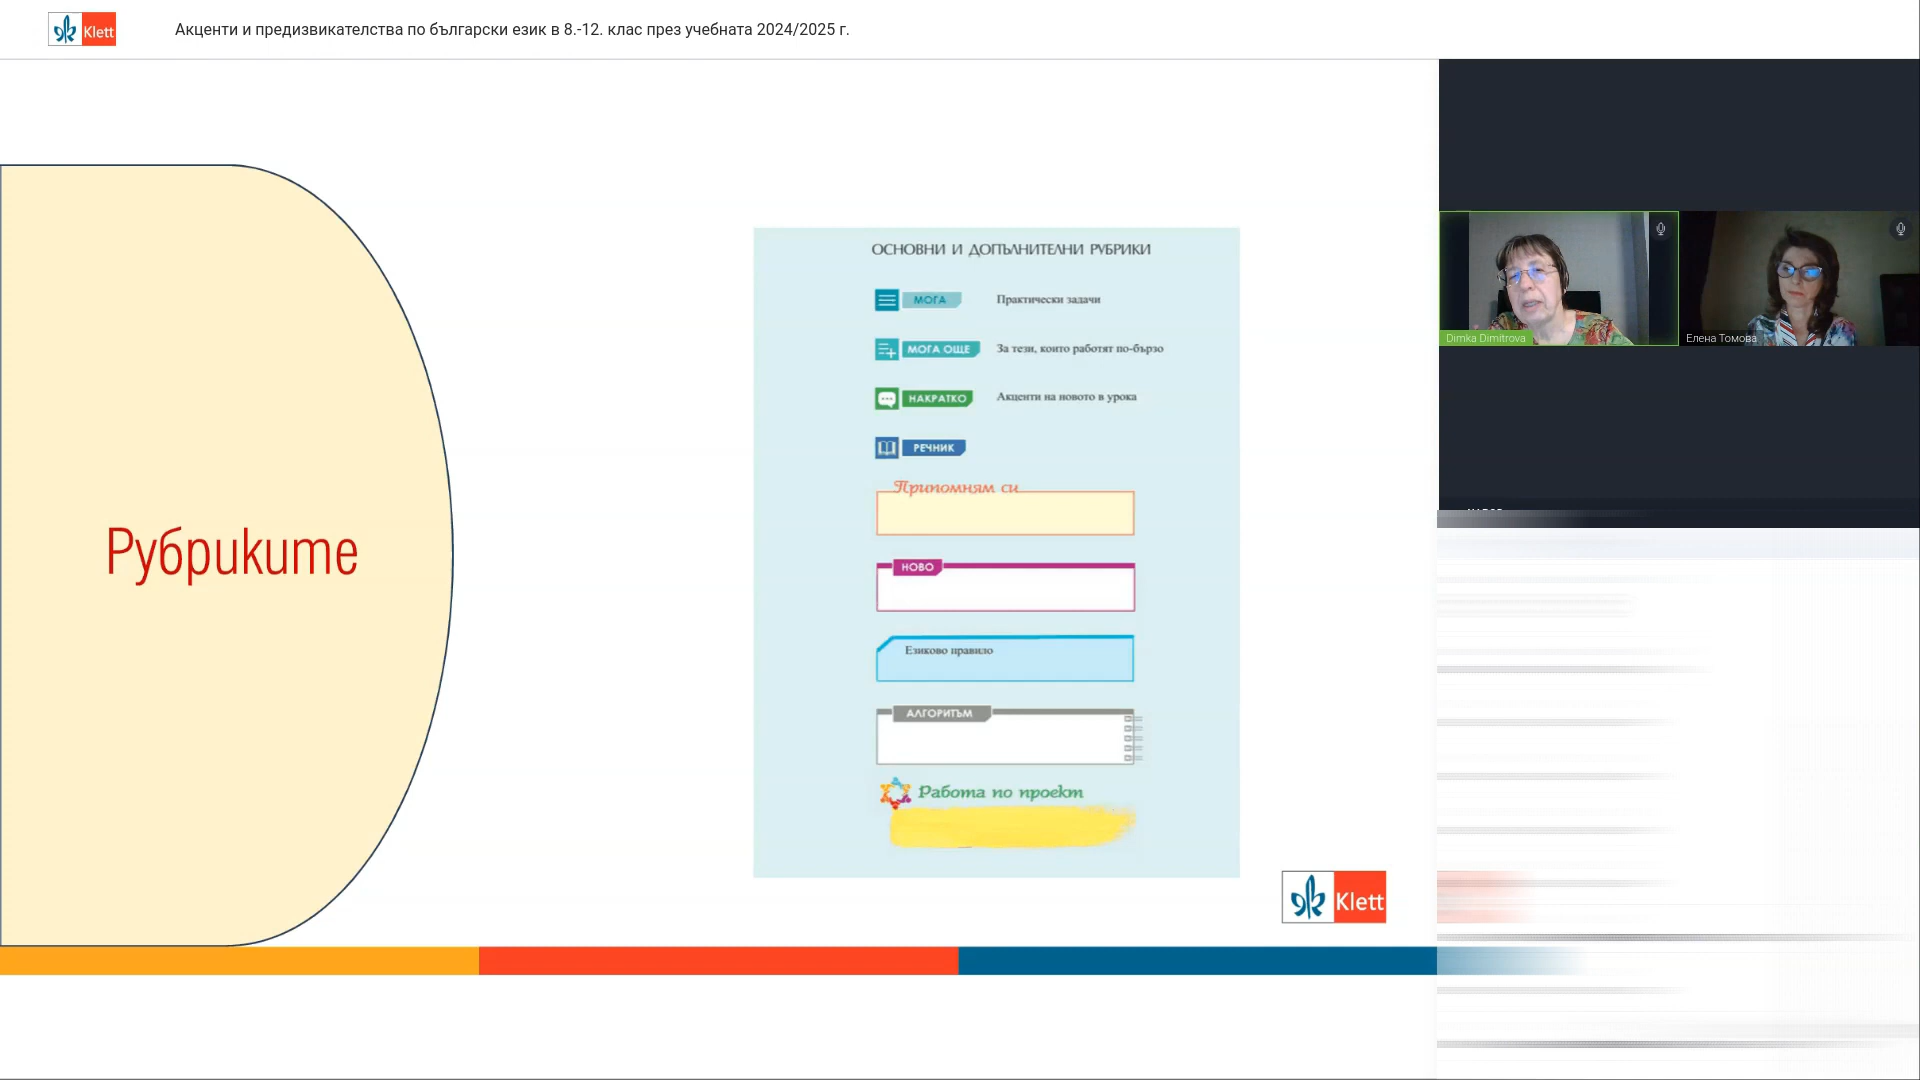 Klett
Акценти и предизвикателства по български език в 8.-12. клас през учебната 2024/2025 г.
Рубриките
ОСНОВНИ И ДОПЪЛНИТЕЛНИ РУБРИКИ
МОГА Практически задачи
МОГА ОЩЕ За тези, които работят по-бързо
НАКРАТКО Акценти на новото в урока
РЕЧНИК
Припомням си
НОВО
Езиково правило
АЛГОРИТЪМ
Работа по проект
Klett
Dimka Dimitrova
Елена Томова